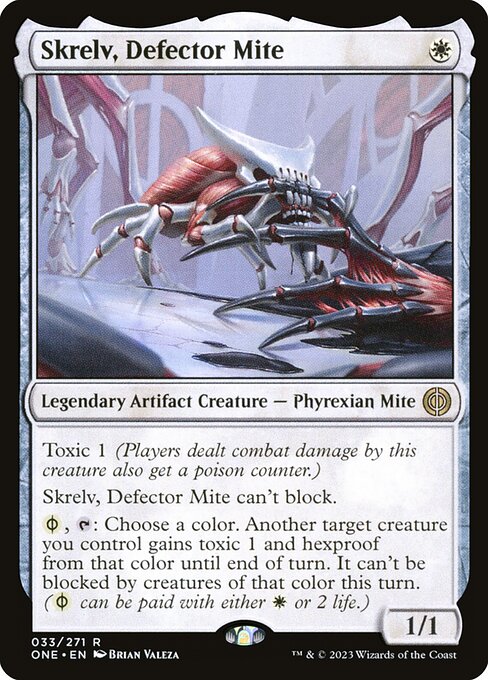 Skrelv, Defector Mite
Legendary Artifact Creature — Phyrexian Mite
Toxic 1 (Players dealt combat damage by this
creature also get a poison counter.)
Skrelv, Defector Mite can't block.
, : Choose a color. Another target creature
you control gains toxic 1 and hexproof
from that color until end of turn. It can't be
blocked by creatures of that color this turn.
( can be paid with either or 2 life.)
1/1
033/271 R
ONE • EN Brian Valeza
™ & © 2023 Wizards of the Coast